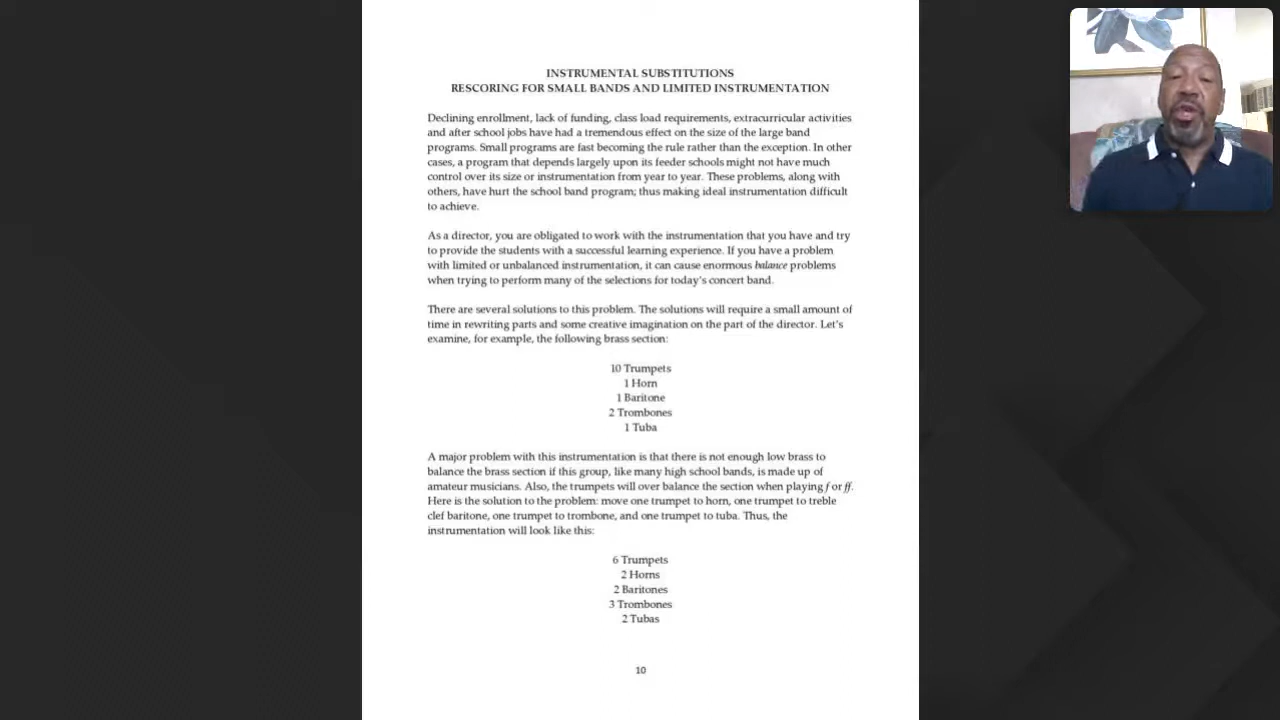 INSTRUMENTAL SUBSTITUTIONS
RESCORING FOR SMALL BANDS AND LIMITED INSTRUMENTATION
Declining enrollment, lack of funding, class load requirements, extracurricular activities
and after school jobs have had a tremendous effect on the size of the large band
programs. Small programs are fast becoming the rule rather than the exception. In other
cases, a program that depends largely upon its feeder schools might not have much
control over its size or instrumentation from year to year. These problems, along with
others, have hurt the school band program; thus making ideal instrumentation difficult
to achieve.
As a director, you are obligated to work with the instrumentation that you have and try
to provide the students with a successful learning experience. If you have a problem
with limited or unbalanced instrumentation, it can cause enormous balance problems
when trying to perform many of the selections for today's concert band.
There are several solutions to this problem. The solutions will require a small amount of
time in rewriting parts and some creative imagination on the part of the director. Let's
examine, for example, the following brass section:
10 Trumpets
1 Horn
1 Baritone
2 Trombones
1 Tuba
A major problem with this instrumentation is that there is not enough low brass to
balance the brass section if this group, like many high school bands, is made up of
amateur musicians. Also, the trumpets will over balance the section when playing f or ff.
Here is the solution to the problem: move one trumpet to horn, one trumpet to treble
clef baritone, one trumpet to trombone, and one trumpet to tuba. Thus, the
instrumentation will look like this:
6 Trumpets
2 Horns
2 Baritones
3 Trombones
2 Tubas
10